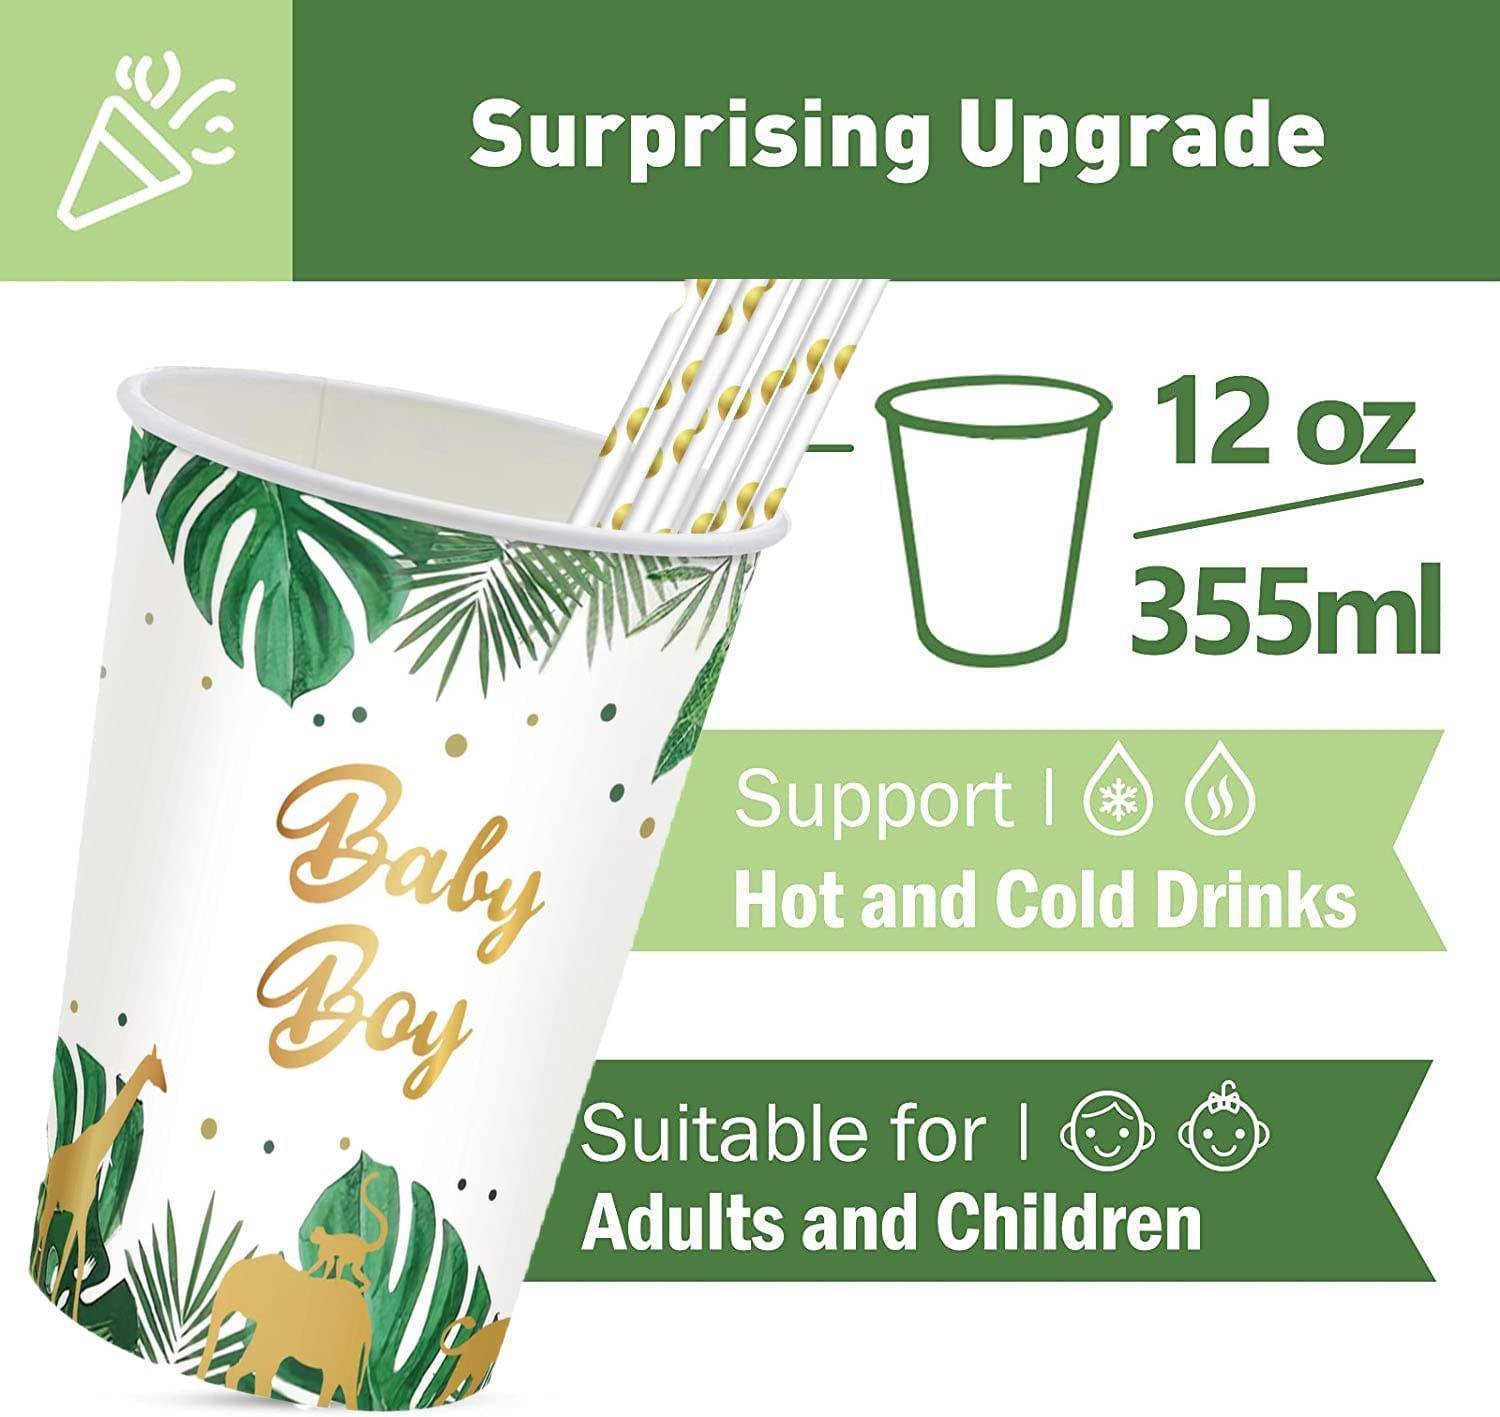 Surprising Upgrade
12 oz
355ml
Baby
Boy
Support |
Hot and Cold Drinks
Suitable for |
Adults and Children